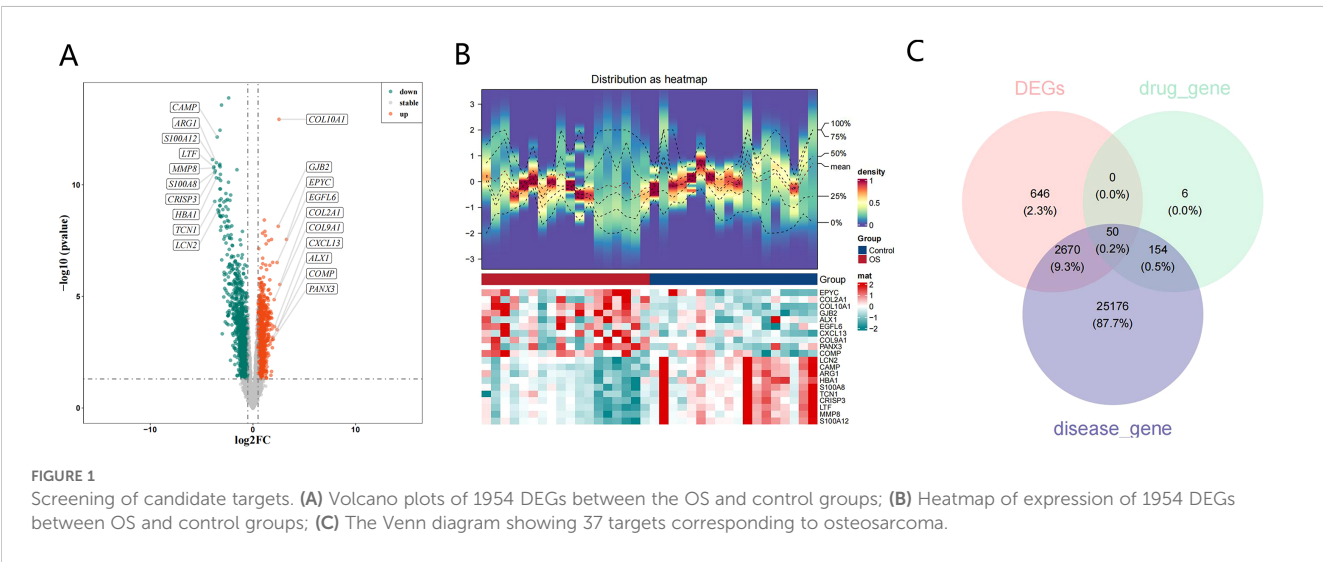 A
down
stable
up
CAMP
ARG1
S100A12
LTF
MMP8
S100A8
CRISP3
HBA1
TCN1
LCN2
COL10A1
GJB2
EPYC
EGFL6
COL2A1
COL9A1
CXCL13
ALX1
COMP
PANX3
−log10 (pvalue)
10
5
0
−10
0
10
log2FC
B
Distribution as heatmap
3
2
1
0
−1
−2
−3
100%
75%
50%
mean
25%
0%
density
1
0.5
0
Group
Control
OS
Group
mat
2
1
0
−1
−2
EPYC
COL2A1
COL10A1
GJB2
ALX1
EGFL6
CXCL13
COL9A1
PANX3
COMP
LCN2
CAMP
ARG1
HBA1
S100A8
TCN1
CRISP3
LTF
MMP8
S100A12
C
DEGs
drug_gene
646
(2.3%)
0
(0.0%)
6
(0.0%)
50
(0.2%)
2670
(9.3%)
154
(0.5%)
25176
(87.7%)
disease_gene
FIGURE 1
Screening of candidate targets. (A) Volcano plots of 1954 DEGs between the OS and control groups; (B) Heatmap of expression of 1954 DEGs
between OS and control groups; (C) The Venn diagram showing 37 targets corresponding to osteosarcoma.